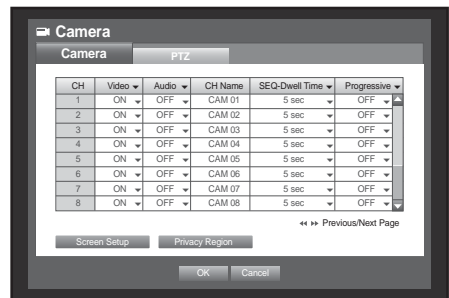 Camera
Camera PTZ
CH Video Audio CH Name SEQ-Dwell Time Progressive
1 ON OFF CAM 01 5 sec OFF
2 ON OFF CAM 02 5 sec OFF
3 ON OFF CAM 03 5 sec OFF
4 ON OFF CAM 04 5 sec OFF
5 ON OFF CAM 05 5 sec OFF
6 ON OFF CAM 06 5 sec OFF
7 ON OFF CAM 07 5 sec OFF
8 ON OFF CAM 08 5 sec OFF
Previous/Next Page
Screen Setup Privacy Region
OK Cancel